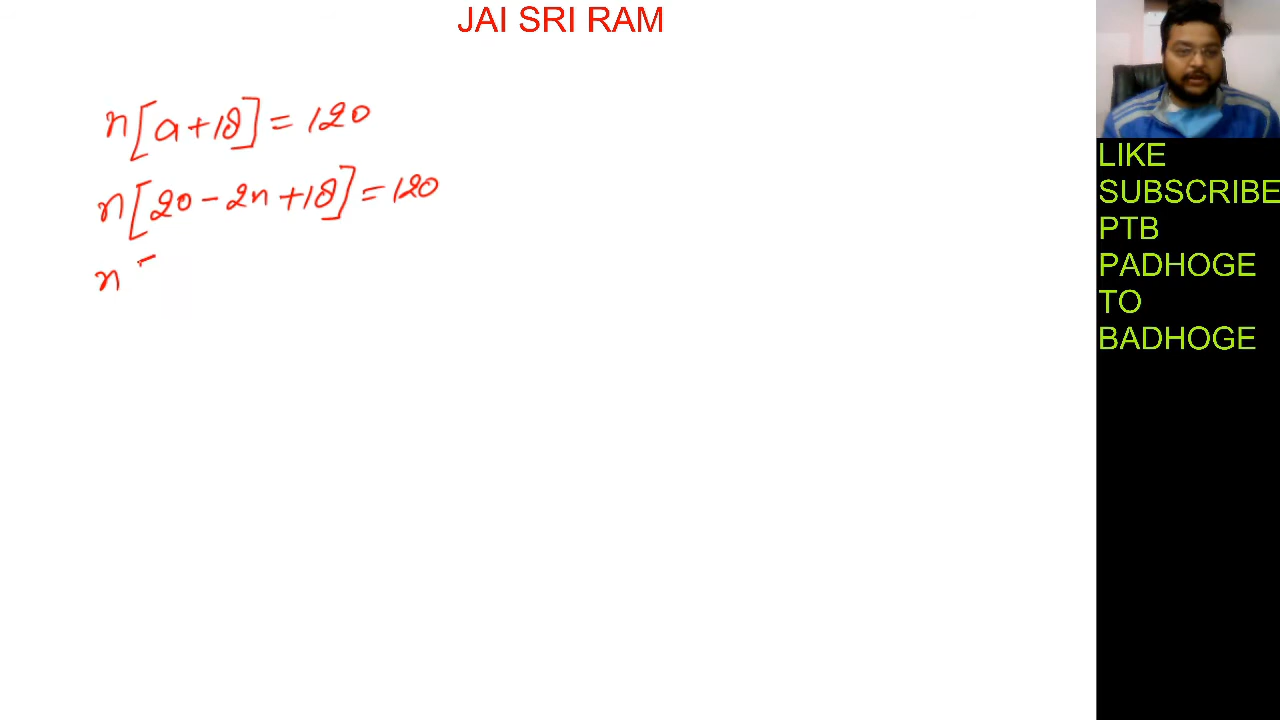 JAI SRI RAM
n[a+18]=120
n[20-2n+18]=120
n
LIKE
SUBSCRIBE
PTB
PADHOGE
TO
BADHOGE